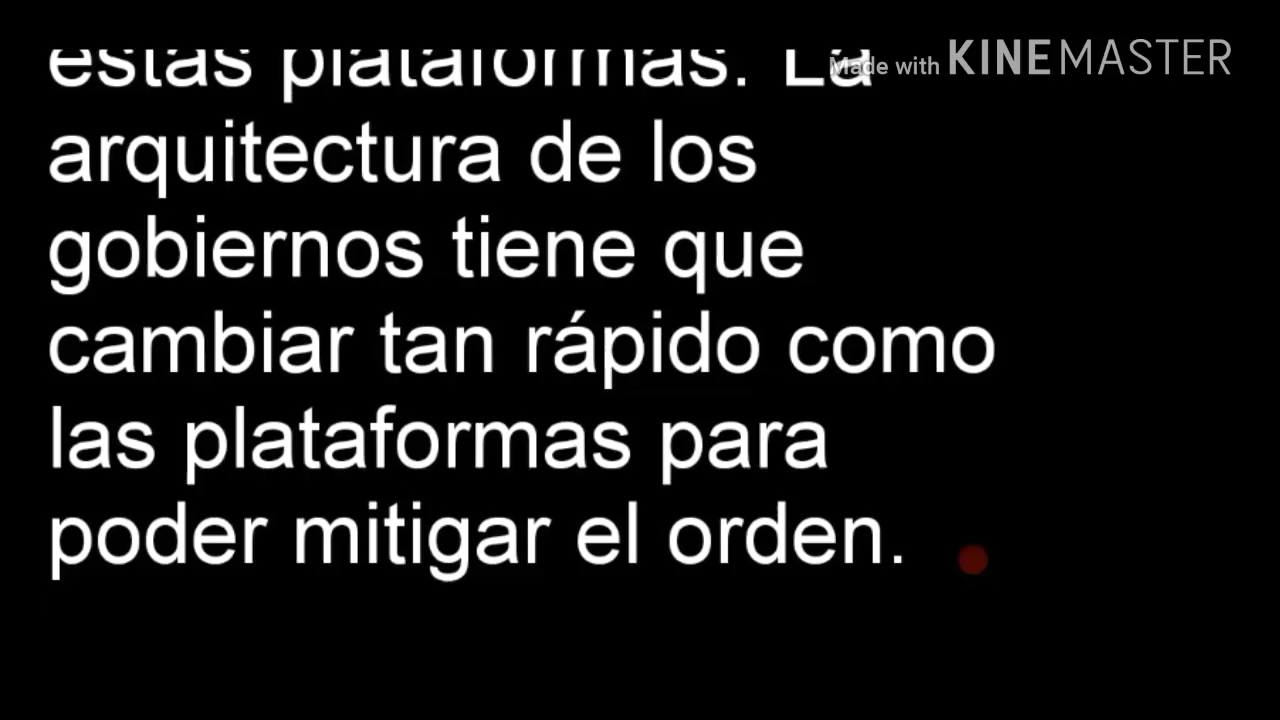 estas plataformas. La
Made with KINEMASTER
arquitectura de los
gobiernos tiene que
cambiar tan rápido como
las plataformas para
poder mitigar el orden.